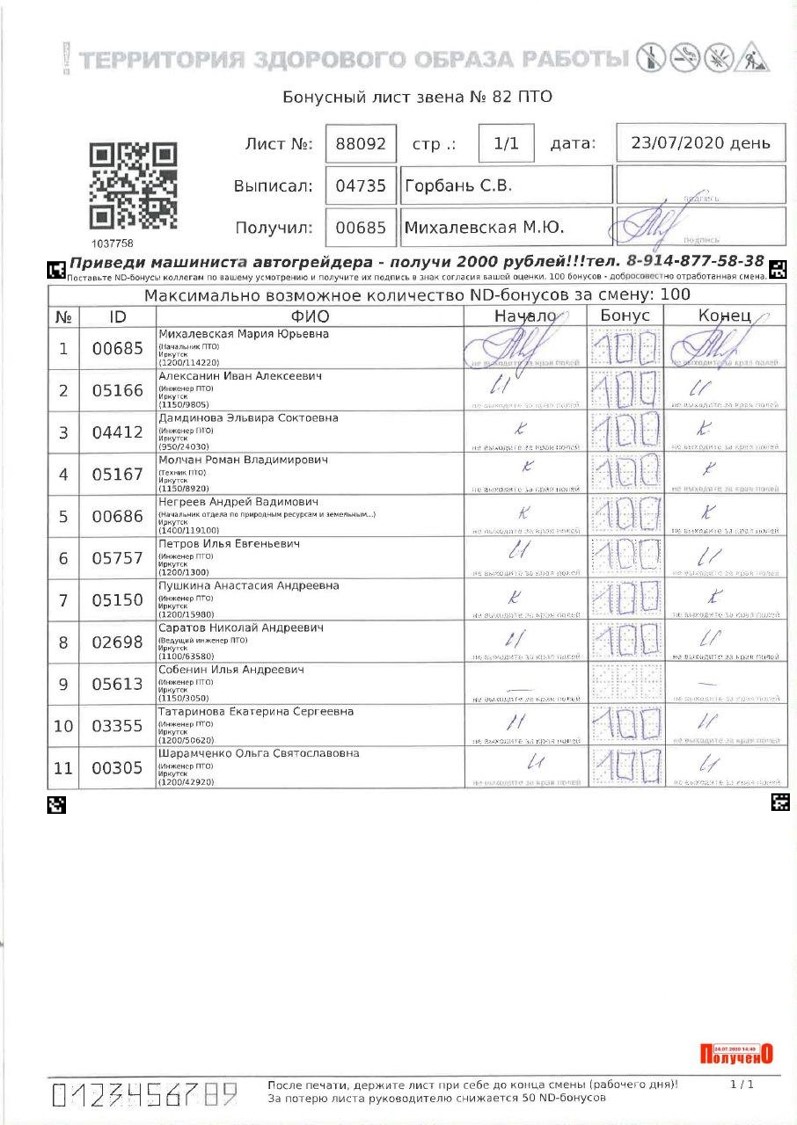 ТЕРРИТОРИЯ ЗДОРОВОГО ОБРАЗА РАБОТЫ
Бонусный лист звена № 82 ПТО
Лист №: 88092 стр .: 1/1 дата: 23/07/2020 день
Выписал: 04735 Горбань С.В. подпись
Получил: 00685 Михалевская М.Ю. подпись
1037758
Приведи машиниста автогрейдера - получи 2000 рублей!!!тел. 8-914-877-58-38
Поставьте ND-бонусы коллегам по вашему усмотрению и получите их подпись в знак согласия вашей оценки. 100 бонусов - добросовестно отработанная смена.
Максимально возможное количество ND-бонусов за смену: 100
№ ID ФИО Начало Бонус Конец
Михалевская Мария Юрьевна
1 00685 (Начальник ПТО) 100
Иркутск
(1200/114220) не выходите за края полей не выходите за края полей
Алексанин Иван Алексеевич
2 05166 (Инженер ПТО) И 100 И
Иркутск
(1150/9805) не выходите за края полей не выходите за края полей
Дамдинова Эльвира Соктоевна
3 04412 (Инженер ПТО) К 100 К
Иркутск
(950/24030) не выходите за края полей не выходите за края полей
Молчан Роман Владимирович
4 05167 (Техник ПТО) К 100 К
Иркутск
(1150/8920) не выходите за края полей не выходите за края полей
Негреев Андрей Вадимович
5 00686 (Начальник отдела по природным ресурсам и земельным...) К 100 К
Иркутск
(1400/119100) не выходите за края полей не выходите за края полей
Петров Илья Евгеньевич
6 05757 (Инженер ПТО) И 100 И
Иркутск
(1200/1300) не выходите за края полей не выходите за края полей
Пушкина Анастасия Андреевна
7 05150 (Инженер ПТО) К 100 К
Иркутск
(1200/15980) не выходите за края полей не выходите за края полей
Саратов Николай Андреевич
8 02698 (Ведущий инженер ПТО) И 100 И
Иркутск
(1100/63580) не выходите за края полей не выходите за края полей
Собенин Илья Андреевич
9 05613 (Инженер ПТО) — —
Иркутск
(1150/3050) не выходите за края полей не выходите за края полей
Татаринова Екатерина Сергеевна
10 03355 (Инженер ПТО) И 100 И
Иркутск
(1200/50620) не выходите за края полей не выходите за края полей
Шарамченко Ольга Святославовна
11 00305 (Инженер ПТО) И 100 И
Иркутск
(1200/42920) не выходите за края полей не выходите за края полей
ПолученО
0123456789 После печати, держите лист при себе до конца смены (рабочего дня)! 1 / 1
За потерю листа руководителю снижается 50 ND-бонусов